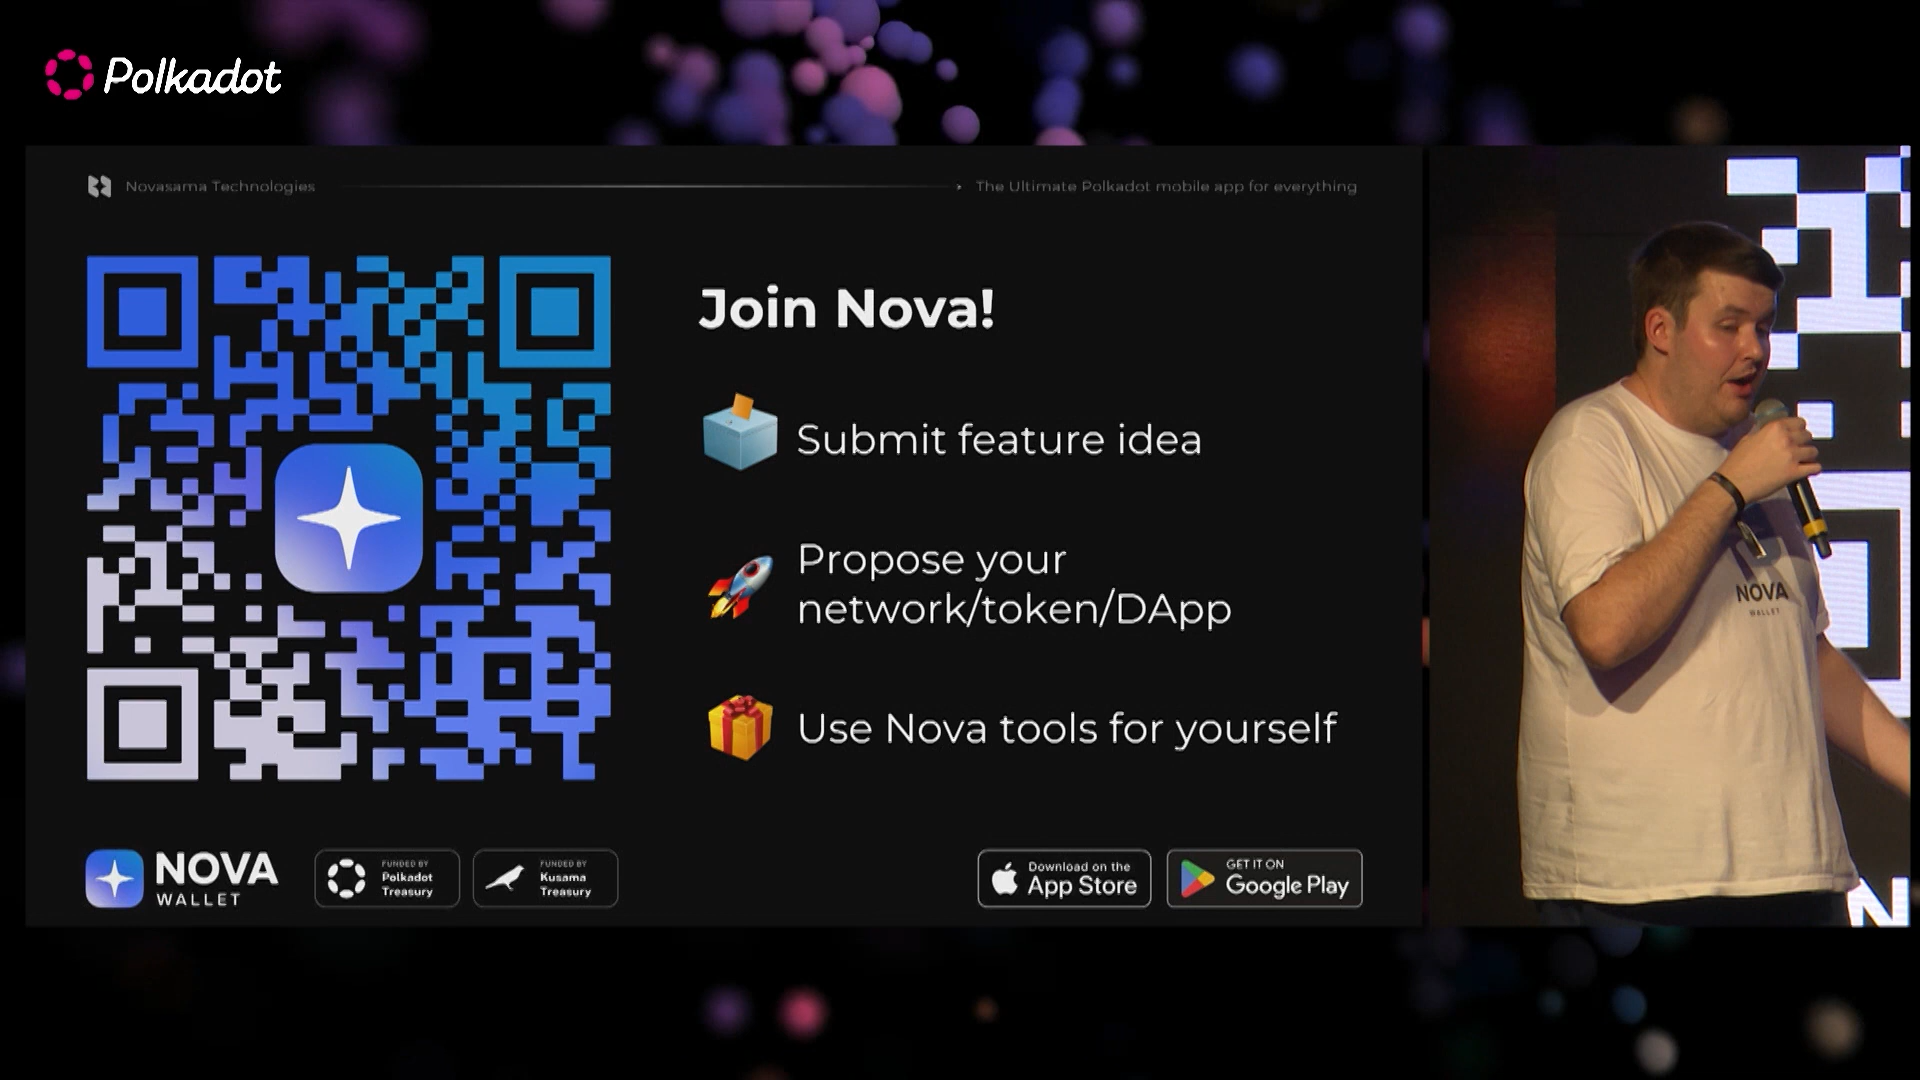 Polkadot
Novasama Technologies
The Ultimate Polkadot mobile app for everything
Join Nova!
Submit feature idea
Propose your
network/token/DApp
Use Nova tools for yourself
NOVA
WALLET
FUNDED BY
Polkadot
Treasury
FUNDED BY
Kusama
Treasury
Download on the
App Store
GET IT ON
Google Play
NOVA
WALLET
N